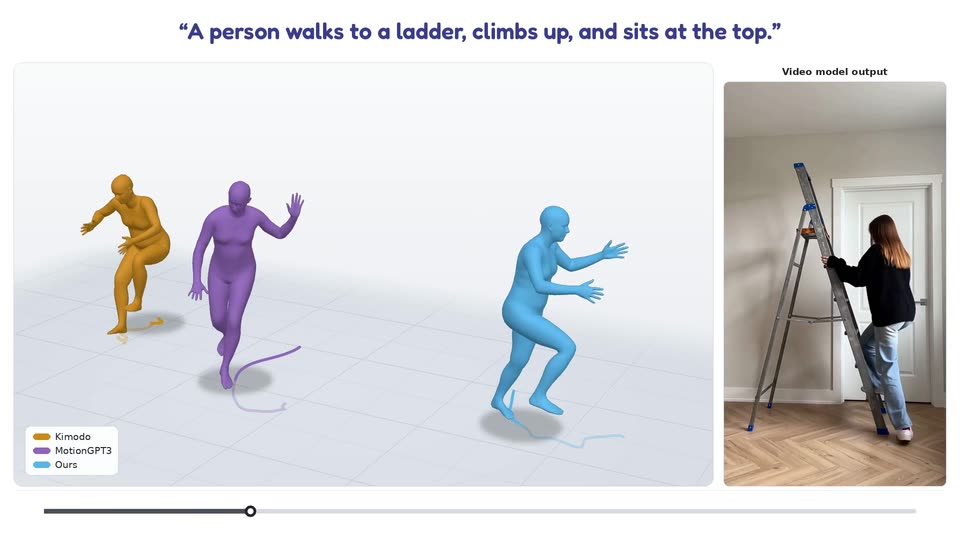 “A person walks to a ladder, climbs up, and sits at the top.”
Video model output
Kimodo
MotionGPT3
Ours